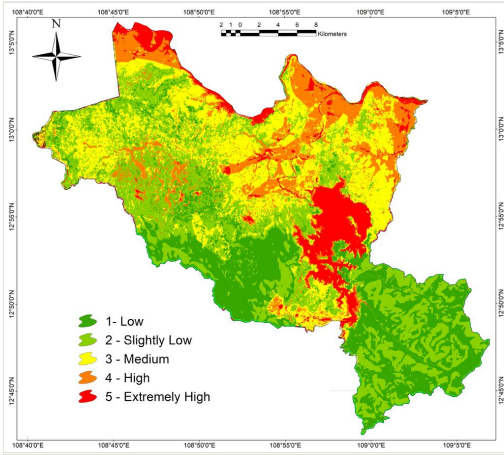 108°40'0"E 108°45'0"E 108°50'0"E 108°55'0"E 109°0'0"E 109°5'0"E
N
2 1 0 2 4 6 8
Kilometers
13°5'0"N 13°5'0"N
13°0'0"N 13°0'0"N
12°55'0"N 12°55'0"N
12°50'0"N 12°50'0"N
1- Low
2 - Slightly Low
3 - Medium
4 - High
5 - Extremely High
12°45'0"N 12°45'0"N
108°40'0"E 108°45'0"E 108°50'0"E 108°55'0"E 109°0'0"E 109°5'0"E